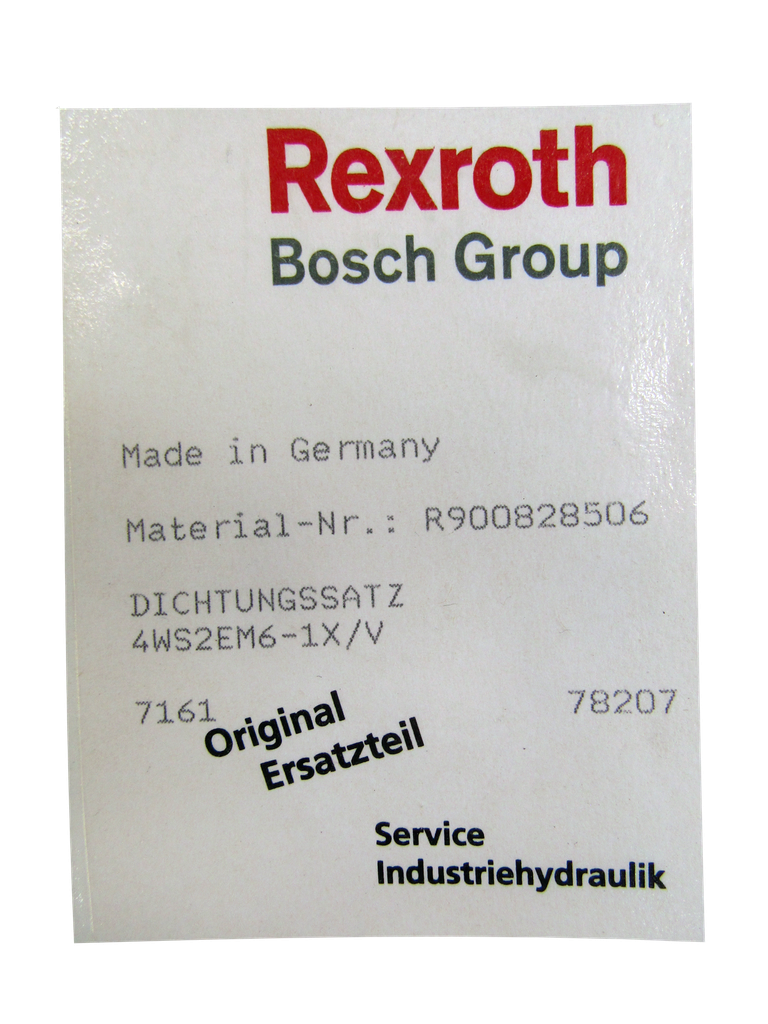 Rexroth
Bosch Group
Made in Germany
Material-Nr.: R900828506
DICHTUNGSSATZ
4WS2EM6-1X/V
7161 78207
Original
Ersatzteil
Service
Industriehydraulik